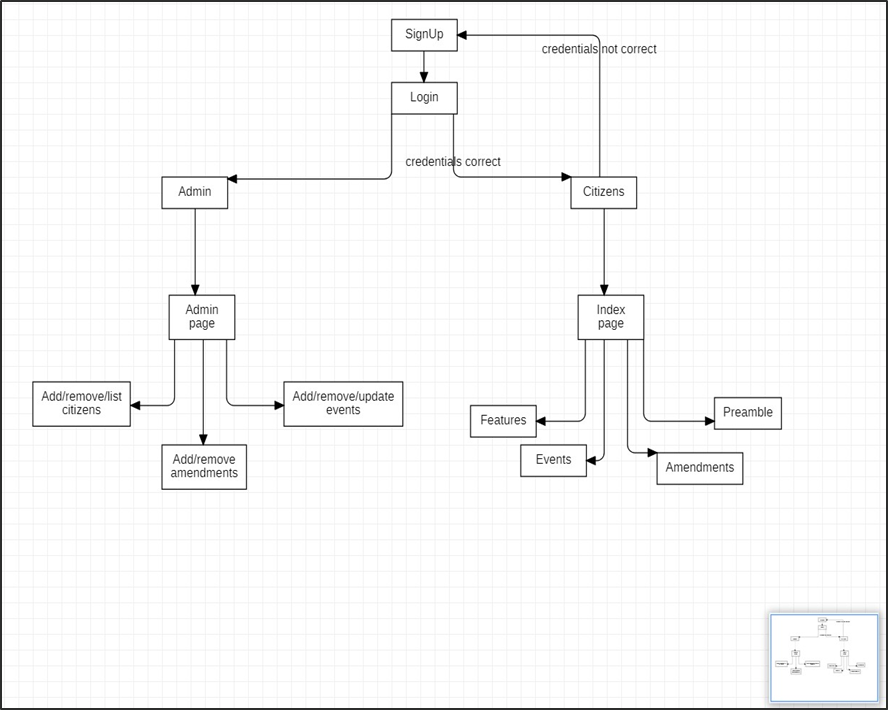 SignUp
credentials not correct
Login
credentials correct
Admin
Citizens
Admin
page
Index
page
Add/remove/list
citizens
Add/remove/update
events
Add/remove
amendments
Features
Preamble
Events
Amendments